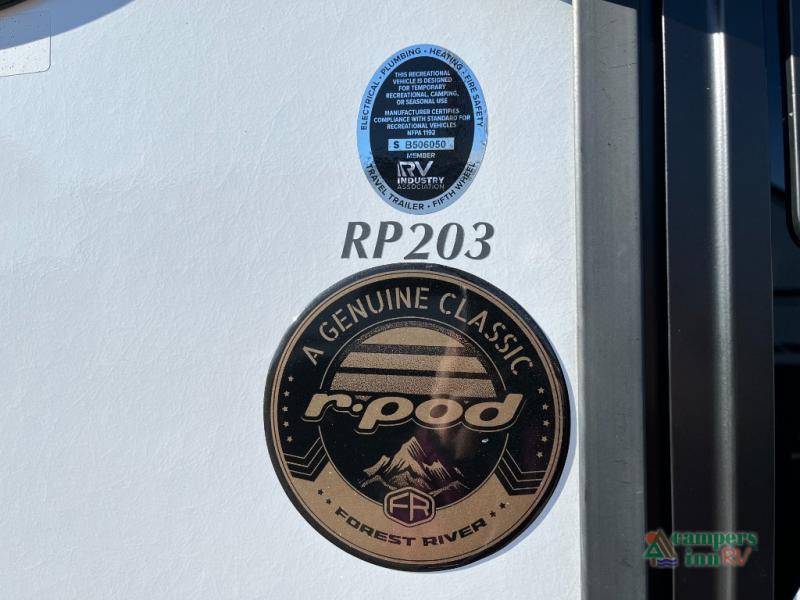 ELECTRICAL • PLUMBING • HEATING • FIRE SAFETY
THIS RECREATIONAL
VEHICLE IS DESIGNED
FOR TEMPORARY
RECREATIONAL, CAMPING,
OR SEASONAL USE
MANUFACTURER CERTIFIES
COMPLIANCE WITH STANDARD FOR
RECREATIONAL VEHICLES
NFPA 1192
S B506050
MEMBER
RV
INDUSTRY
ASSOCIATION
TRAVEL TRAILER • FIFTH WHEEL
RP203
A GENUINE CLASSIC
r•pod
FR
FOREST RIVER
campers
inn RV